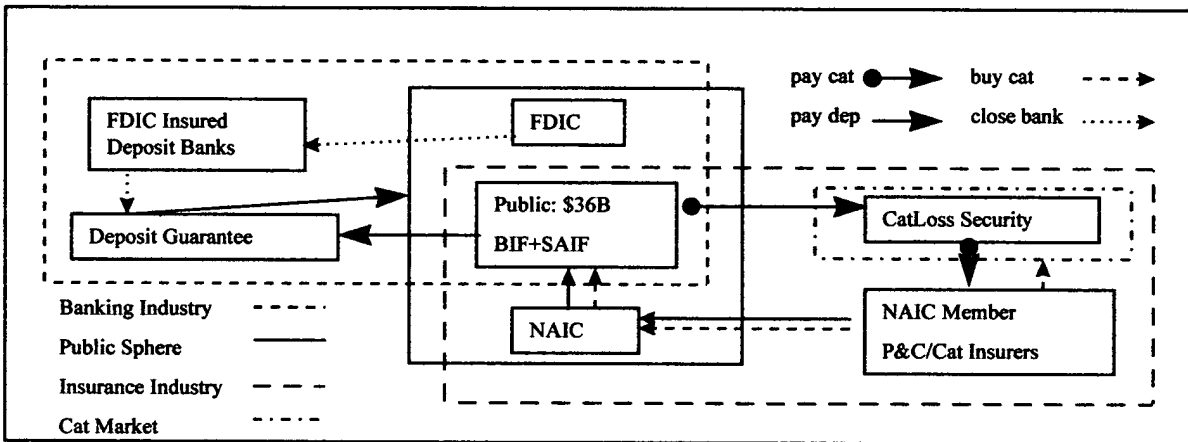 pay cat
buy cat
pay dep
close bank
FDIC Insured
Deposit Banks
FDIC
Public: $36B
BIF+SAIF
CatLoss Security
Deposit Guarantee
NAIC
NAIC Member
P&C/Cat Insurers
Banking Industry
Public Sphere
Insurance Industry
Cat Market